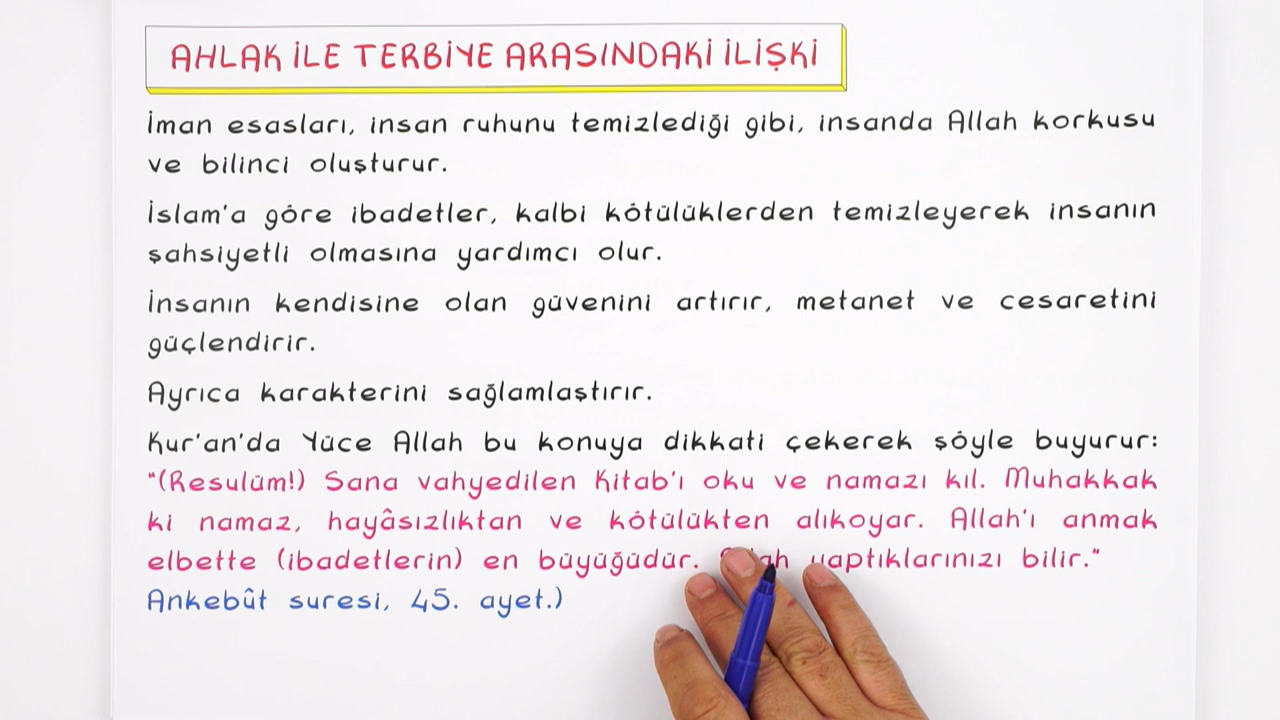 AHLAK İLE TERBİYE ARASINDAKİ İLİŞKİ
İman esasları, insan ruhunu temizlediği gibi, insanda Allah korkusu
ve bilinci oluşturur.
İslam'a göre ibadetler, kalbi kötülüklerden temizleyerek insanın
şahsiyetli olmasına yardımcı olur.
İnsanın kendisine olan güvenini artırır, metanet ve cesaretini
güçlendirir.
Ayrıca karakterini sağlamlaştırır.
Kur'an'da Yüce Allah bu konuya dikkati çekerek şöyle buyurur:
"(Resulüm!) Sana vahyedilen Kitab'ı oku ve namazı kıl. Muhakkak
ki namaz, hayâsızlıktan ve kötülükten alıkoyar. Allah'ı anmak
elbette (ibadetlerin) en büyüğüdür. yaptıklarınızı bilir."
Ankebût suresi, 45. ayet.)